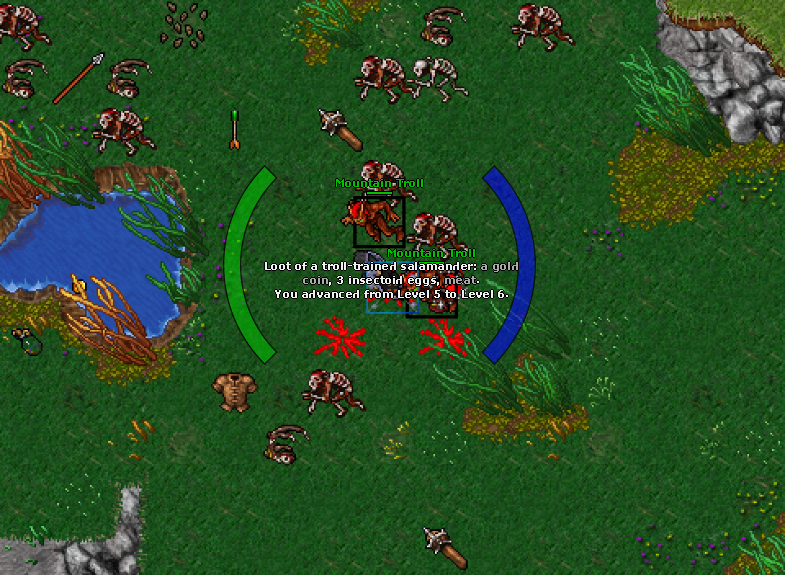 Mountain Troll
Mountain Troll
Loot of a troll-trained salamander: a gold
coin, 3 insectoid eggs, meat.
You advanced from Level 5 to Level 6.